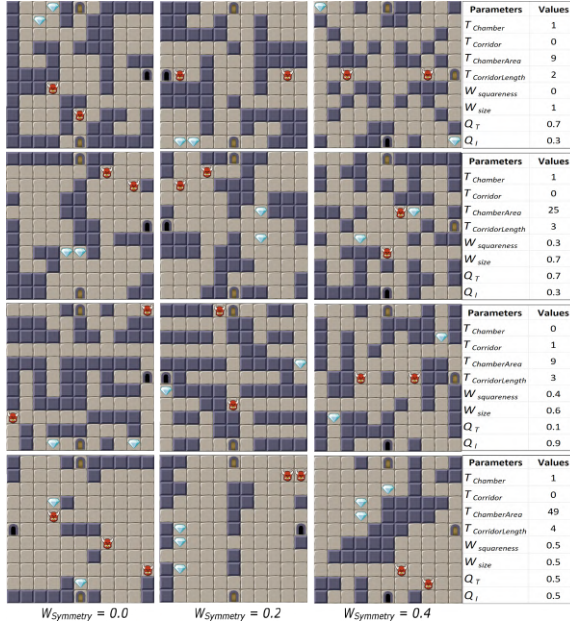 Parameters Values
T Chamber 1
T Corridor 0
T ChamberArea 9
T CorridorLength 2
W squareness 0
W size 1
Q T 0.7
Q I 0.3
Parameters Values
T Chamber 1
T Corridor 0
T ChamberArea 25
T CorridorLength 3
W squareness 0.3
W size 0.7
Q T 0.7
Q I 0.3
Parameters Values
T Chamber 0
T Corridor 1
T ChamberArea 9
T CorridorLength 3
W squareness 0.4
W size 0.6
Q T 0.1
Q I 0.9
Parameters Values
T Chamber 1
T Corridor 0
T ChamberArea 49
T CorridorLength 4
W squareness 0.5
W size 0.5
Q T 0.5
Q I 0.5
WSymmetry = 0.0 WSymmetry = 0.2 WSymmetry = 0.4